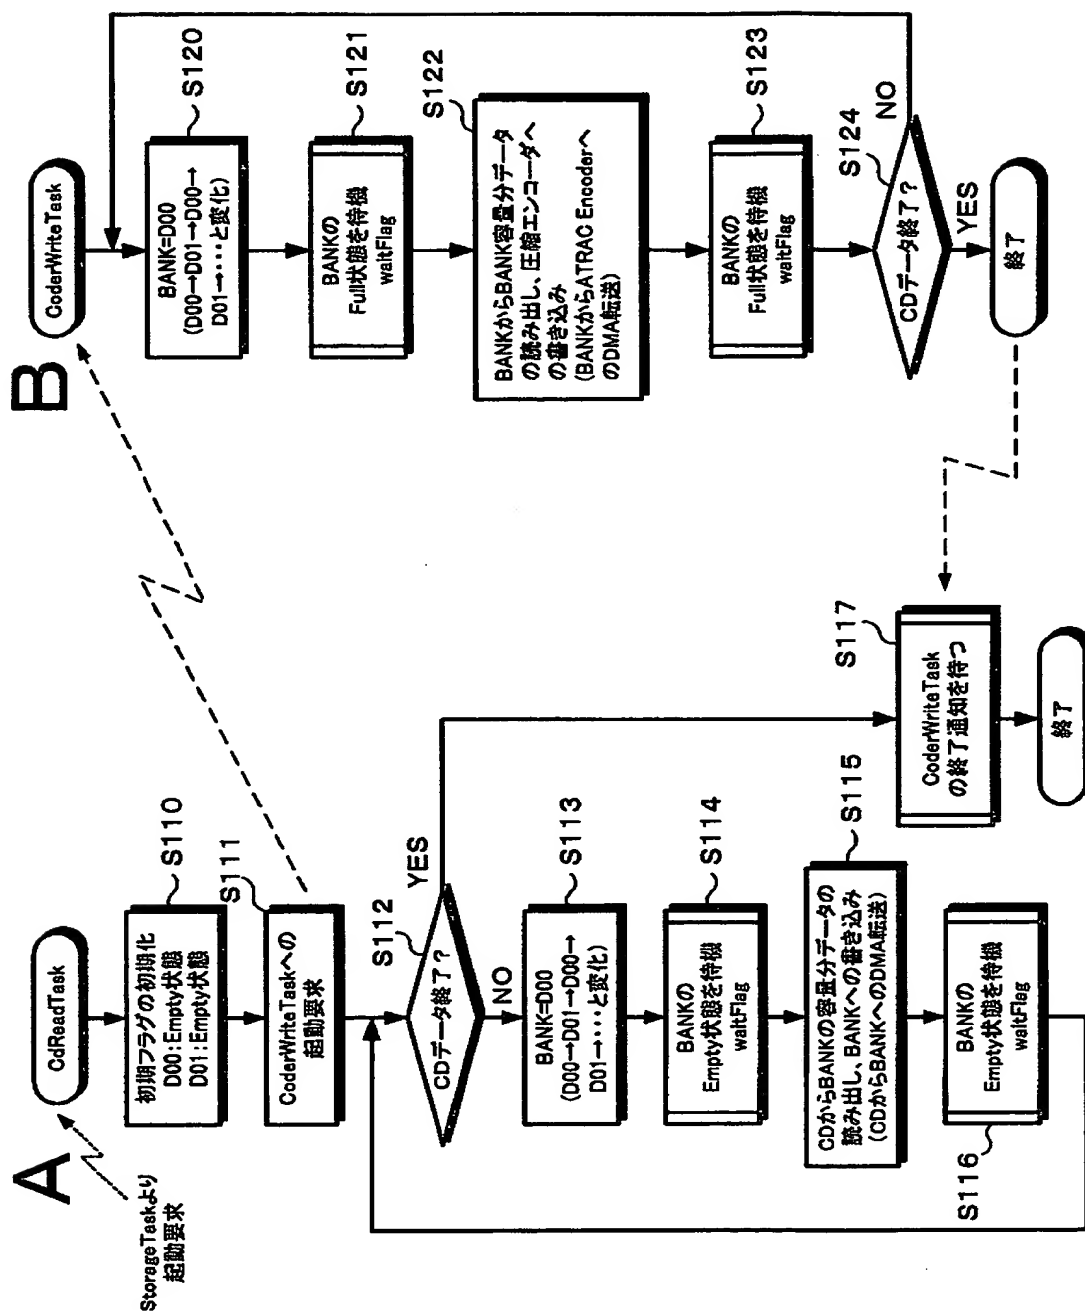 A
StorageTaskより
起動要求
CdReadTask
初期フラグの初期化
D00:Empty状態
D01:Empty状態
S110
CoderWriteTaskへの
起動要求
S111
CDデータ終了?
S112
YES
NO
BANK=D00
(D00→D01→D00→
D01→・・・と変化)
S113
BANKの
Empty状態を待機
waitFlag
S114
CDからBANKの容量分データの
読み出し、BANKへの書き込み
(CDからBANKへのDMA転送)
S115
BANKの
Empty状態を待機
waitFlag
S116
CoderWriteTask
の終了通知を待つ
S117
終了
B
CoderWriteTask
BANK=D00
(D00→D01→D00→
D01→・・・と変化)
S120
BANKの
Full状態を待機
waitFlag
S121
BANKからBANK容量分データ
の読み出し、圧縮エンコーダへ
の書き込み
(BANKからATRAC Encoderへ
のDMA転送)
S122
BANKの
Full状態を待機
waitFlag
S123
CDデータ終了?
S124
NO
YES
終了